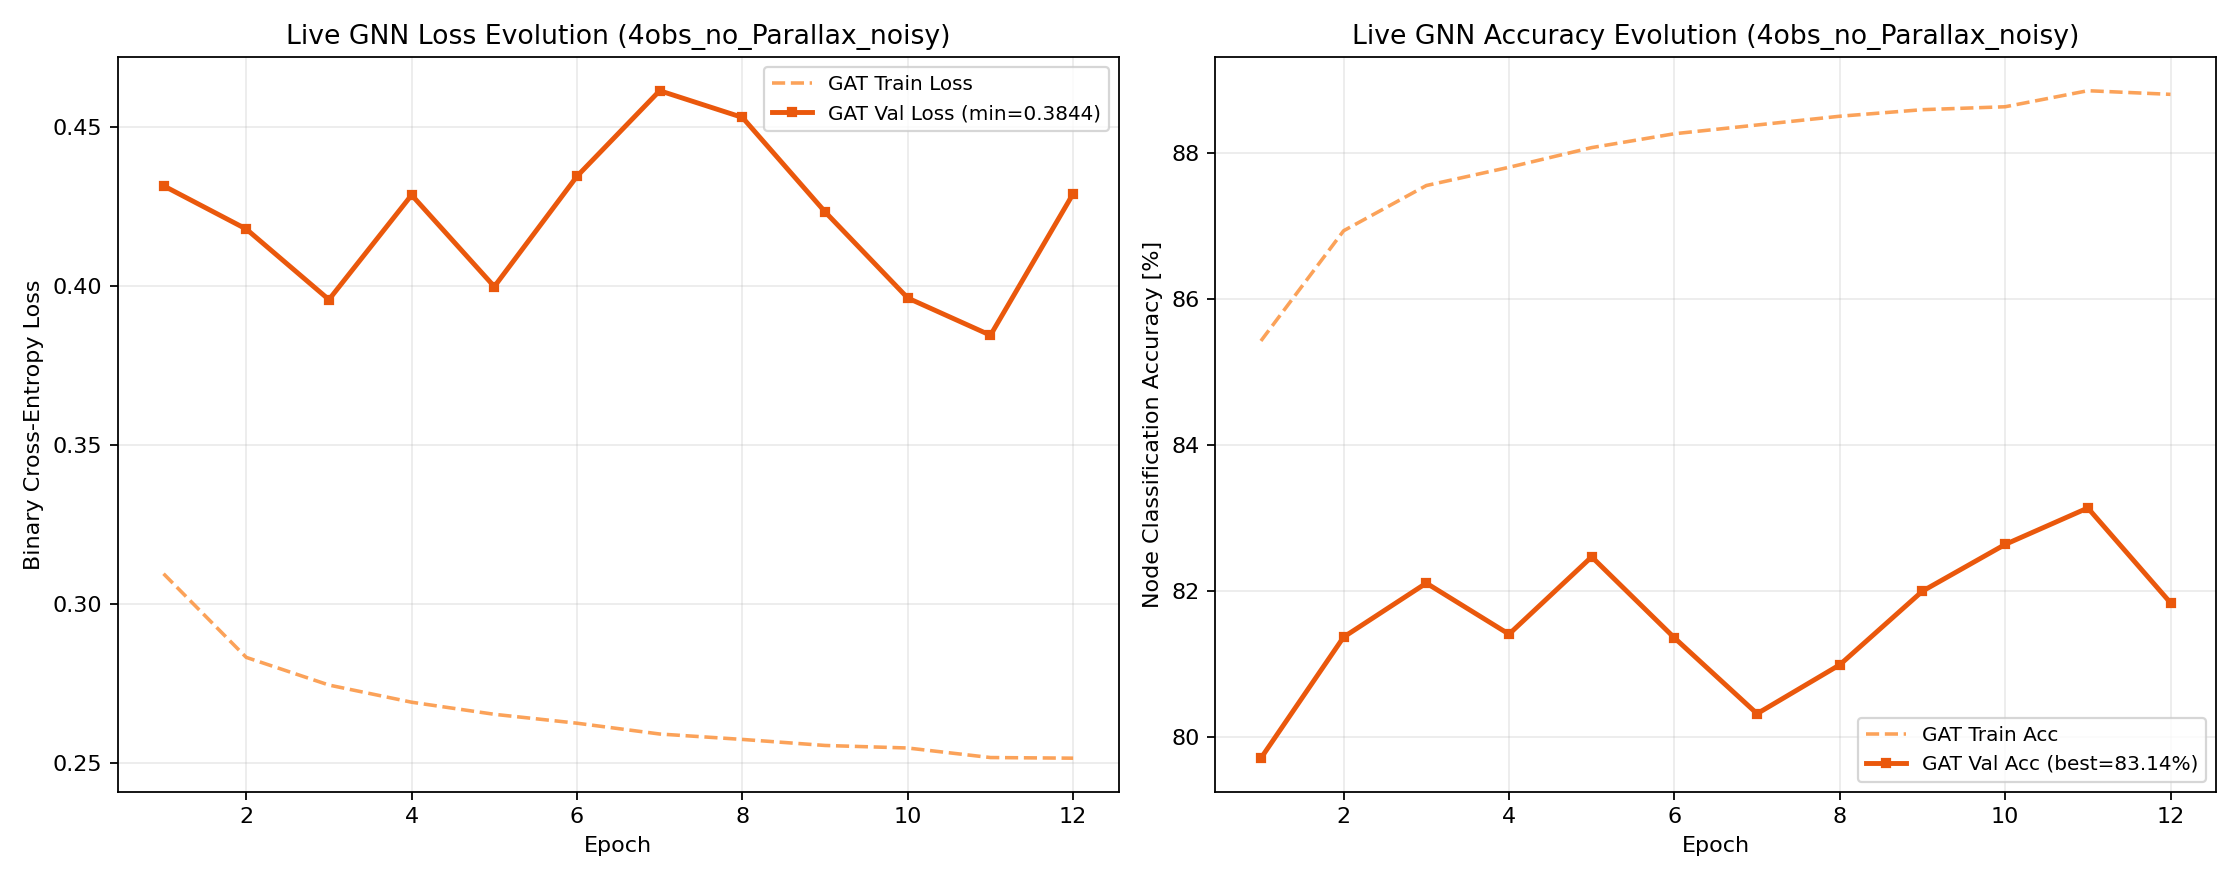 Live GNN Loss Evolution (4obs_no_Parallax_noisy)
GAT Train Loss
GAT Val Loss (min=0.3844)
Binary Cross-Entropy Loss
0.45
0.40
0.35
0.30
0.25
2 4 6 8 10 12
Epoch
Live GNN Accuracy Evolution (4obs_no_Parallax_noisy)
Node Classification Accuracy [%]
88
86
84
82
80
GAT Train Acc
GAT Val Acc (best=83.14%)
2 4 6 8 10 12
Epoch